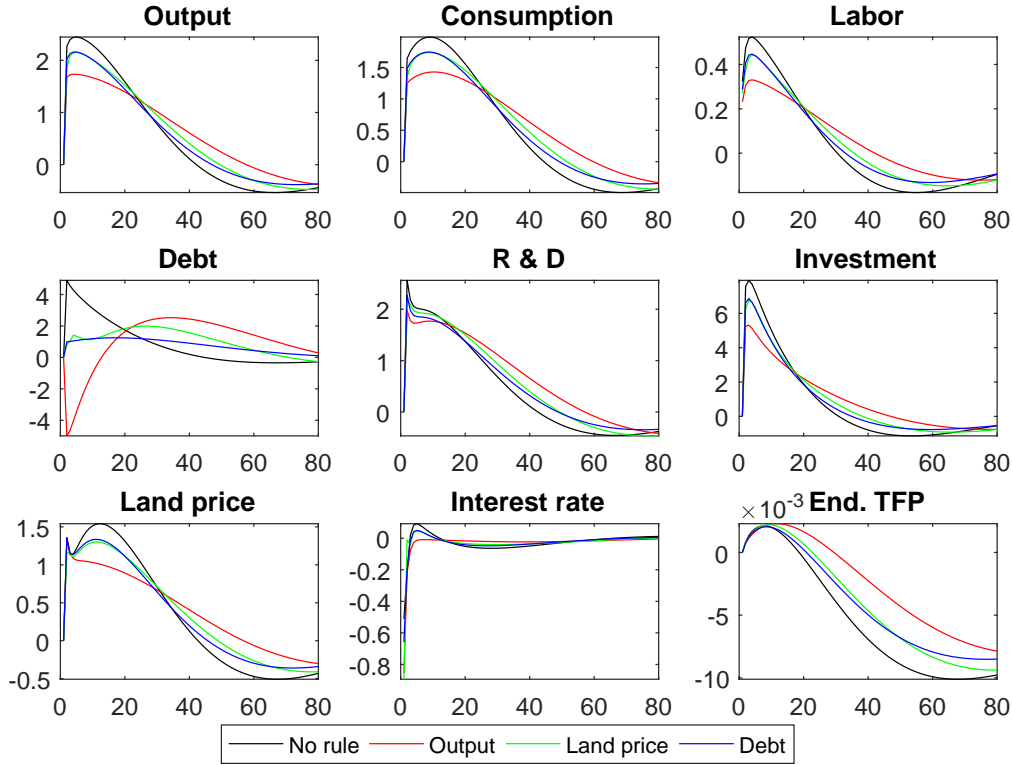 Output
Consumption
Labor
2
1
0
0 20 40 60 80
1.5
1
0.5
0
0 20 40 60 80
0.4
0.2
0
0 20 40 60 80
Debt
R & D
Investment
4
2
0
-2
-4
0 20 40 60 80
2
1
0
0 20 40 60 80
6
4
2
0
0 20 40 60 80
Land price
Interest rate
×10-3 End. TFP
1.5
1
0.5
0
-0.5
0 20 40 60 80
0
-0.2
-0.4
-0.6
-0.8
0 20 40 60 80
0
-5
-10
0 20 40 60 80
No rule Output Land price Debt